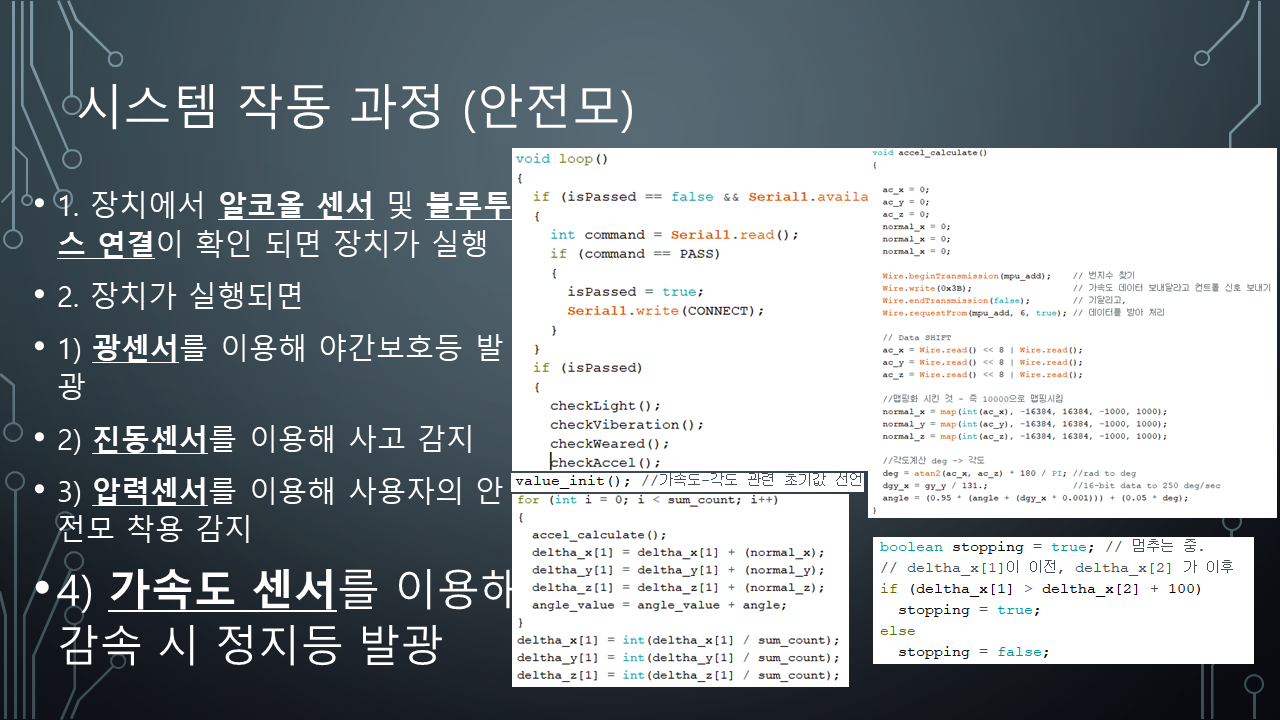 시스템 작동 과정 (안전모)
• 1. 장치에서 알코올 센서 및 블루투
스 연결이 확인 되면 장치가 실행
• 2. 장치가 실행되면
• 1) 광센서를 이용해 야간보호등 발
광
• 2) 진동센서를 이용해 사고 감지
• 3) 압력센서를 이용해 사용자의 안
전모 착용 감지
• 4) 가속도 센서를 이용해
감속 시 정지등 발광
void loop()
{
if (isPassed == false && Serial1.availa
{
int command = Serial1.read();
if (command == PASS)
{
isPassed = true;
Serial1.write(CONNECT);
}
}
if (isPassed)
{
checkLight();
checkViberation();
checkWeared();
checkAccel();
value_init(); //가속도-각도 관련 초기값 선언
for (int i = 0; i < sum_count; i++)
{
accel_calculate();
deltha_x[1] = deltha_x[1] + (normal_x);
deltha_y[1] = deltha_y[1] + (normal_y);
deltha_z[1] = deltha_z[1] + (normal_z);
angle_value = angle_value + angle;
}
deltha_x[1] = int(deltha_x[1] / sum_count);
deltha_y[1] = int(deltha_y[1] / sum_count);
deltha_z[1] = int(deltha_z[1] / sum_count);
void accel_calculate()
{
ac_x = 0;
ac_y = 0;
ac_z = 0;
normal_x = 0;
normal_x = 0;
normal_x = 0;
Wire.beginTransmission(mpu_add); // 번지수 찾기
Wire.write(0x3B); // 가속도 데이터 보내달라고 컨트롤 신호 보내기
Wire.endTransmission(false); // 기달리고,
Wire.requestFrom(mpu_add, 6, true); // 데이터를 받아 처리
// Data SHIFT
ac_x = Wire.read() << 8 | Wire.read();
ac_y = Wire.read() << 8 | Wire.read();
ac_z = Wire.read() << 8 | Wire.read();
//맵핑화 시킨 것 - 즉 10000으로 맵핑시킴
normal_x = map(int(ac_x), -16384, 16384, -1000, 1000);
normal_y = map(int(ac_y), -16384, 16384, -1000, 1000);
normal_z = map(int(ac_z), -16384, 16384, -1000, 1000);
//각도계산 deg -> 각도
deg = atan2(ac_x, ac_z) * 180 / PI; //rad to deg
dgy_x = gy_y / 131.; //16-bit data to 250 deg/sec
angle = (0.95 * (angle + (dgy_x * 0.001))) + (0.05 * deg);
}
boolean stopping = true; // 멈추는 중.
// deltha_x[1]이 이전, deltha_x[2] 가 이후
if (deltha_x[1] > deltha_x[2] + 100)
stopping = true;
else
stopping = false;